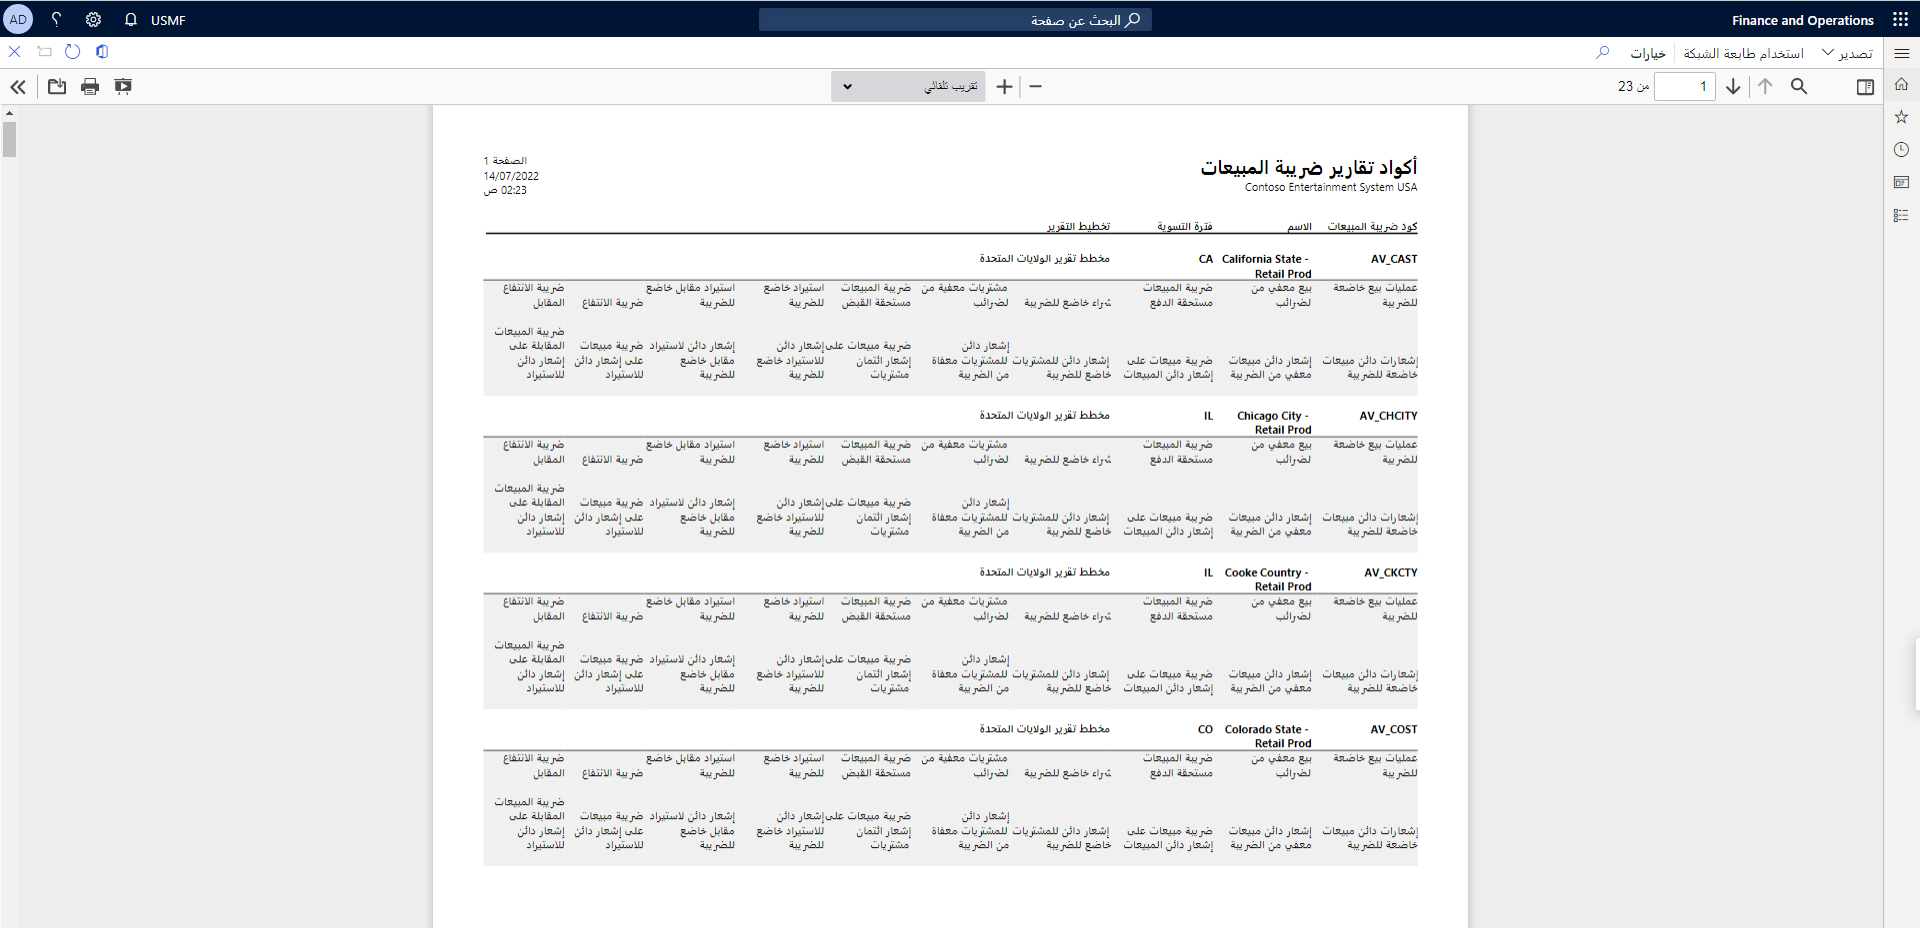 Finance and Operations
البحث عن صفحة
USMF
AD
تصدير
استخدام طابعة الشبكة
خيارات
1
من 23
تقريب تلقائي
أكواد تقارير ضريبة المبيعات
Contoso Entertainment System USA
الصفحة 1
14/07/2022
02:23 ص
كود ضريبة المبيعات الاسم فترة التسوية تخطيط التقرير
AV_CAST California State - CA مخطط تقرير الولايات المتحدة
Retail Prod
عمليات بيع خاضعة بيع معفي من ضريبة المبيعات مشتريات معفية من ضريبة المبيعات استيراد خاضع استيراد مقابل خاضع ضريبة الانتفاع
للضريبة لضرائب مستحقة الدفع شراء خاضع للضريبة لضرائب مستحقة القبض للضريبة للضريبة ضريبة الانتفاع المقابل
ضريبة المبيعات
إشعار دائن ضريبة مبيعات على إشعار دائن إشعار دائن لاستيراد ضريبة مبيعات المقابلة على
إشعارات دائن مبيعات إشعار دائن مبيعات ضريبة مبيعات على إشعار دائن للمشتريات للمشتريات معفاة إشعار ائتمان للاستيراد خاضع مقابل خاضع على إشعار دائن إشعار دائن
خاضعة للضريبة معفي من الضريبة إشعار دائن المبيعات خاضع للضريبة من الضريبة مشتريات للضريبة للضريبة للاستيراد للاستيراد
AV_CHCITY Chicago City - IL مخطط تقرير الولايات المتحدة
Retail Prod
عمليات بيع خاضعة بيع معفي من ضريبة المبيعات مشتريات معفية من ضريبة المبيعات استيراد خاضع استيراد مقابل خاضع ضريبة الانتفاع
للضريبة لضرائب مستحقة الدفع شراء خاضع للضريبة لضرائب مستحقة القبض للضريبة للضريبة ضريبة الانتفاع المقابل
ضريبة المبيعات
إشعار دائن ضريبة مبيعات على إشعار دائن إشعار دائن لاستيراد ضريبة مبيعات المقابلة على
إشعارات دائن مبيعات إشعار دائن مبيعات ضريبة مبيعات على إشعار دائن للمشتريات للمشتريات معفاة إشعار ائتمان للاستيراد خاضع مقابل خاضع على إشعار دائن إشعار دائن
خاضعة للضريبة معفي من الضريبة إشعار دائن المبيعات خاضع للضريبة من الضريبة مشتريات للضريبة للضريبة للاستيراد للاستيراد
AV_CKCTY Cooke Country - IL مخطط تقرير الولايات المتحدة
Retail Prod
عمليات بيع خاضعة بيع معفي من ضريبة المبيعات مشتريات معفية من ضريبة المبيعات استيراد خاضع استيراد مقابل خاضع ضريبة الانتفاع
للضريبة لضرائب مستحقة الدفع شراء خاضع للضريبة لضرائب مستحقة القبض للضريبة للضريبة ضريبة الانتفاع المقابل
ضريبة المبيعات
إشعار دائن ضريبة مبيعات على إشعار دائن إشعار دائن لاستيراد ضريبة مبيعات المقابلة على
إشعارات دائن مبيعات إشعار دائن مبيعات ضريبة مبيعات على إشعار دائن للمشتريات للمشتريات معفاة إشعار ائتمان للاستيراد خاضع مقابل خاضع على إشعار دائن إشعار دائن
خاضعة للضريبة معفي من الضريبة إشعار دائن المبيعات خاضع للضريبة من الضريبة مشتريات للضريبة للضريبة للاستيراد للاستيراد
AV_COST Colorado State - CO مخطط تقرير الولايات المتحدة
Retail Prod
عمليات بيع خاضعة بيع معفي من ضريبة المبيعات مشتريات معفية من ضريبة المبيعات استيراد خاضع استيراد مقابل خاضع ضريبة الانتفاع
للضريبة لضرائب مستحقة الدفع شراء خاضع للضريبة لضرائب مستحقة القبض للضريبة للضريبة ضريبة الانتفاع المقابل
ضريبة المبيعات
إشعار دائن ضريبة مبيعات على إشعار دائن إشعار دائن لاستيراد ضريبة مبيعات المقابلة على
إشعارات دائن مبيعات إشعار دائن مبيعات ضريبة مبيعات على إشعار دائن للمشتريات للمشتريات معفاة إشعار ائتمان للاستيراد خاضع مقابل خاضع على إشعار دائن إشعار دائن
خاضعة للضريبة معفي من الضريبة إشعار دائن المبيعات خاضع للضريبة من الضريبة مشتريات للضريبة للضريبة للاستيراد للاستيراد